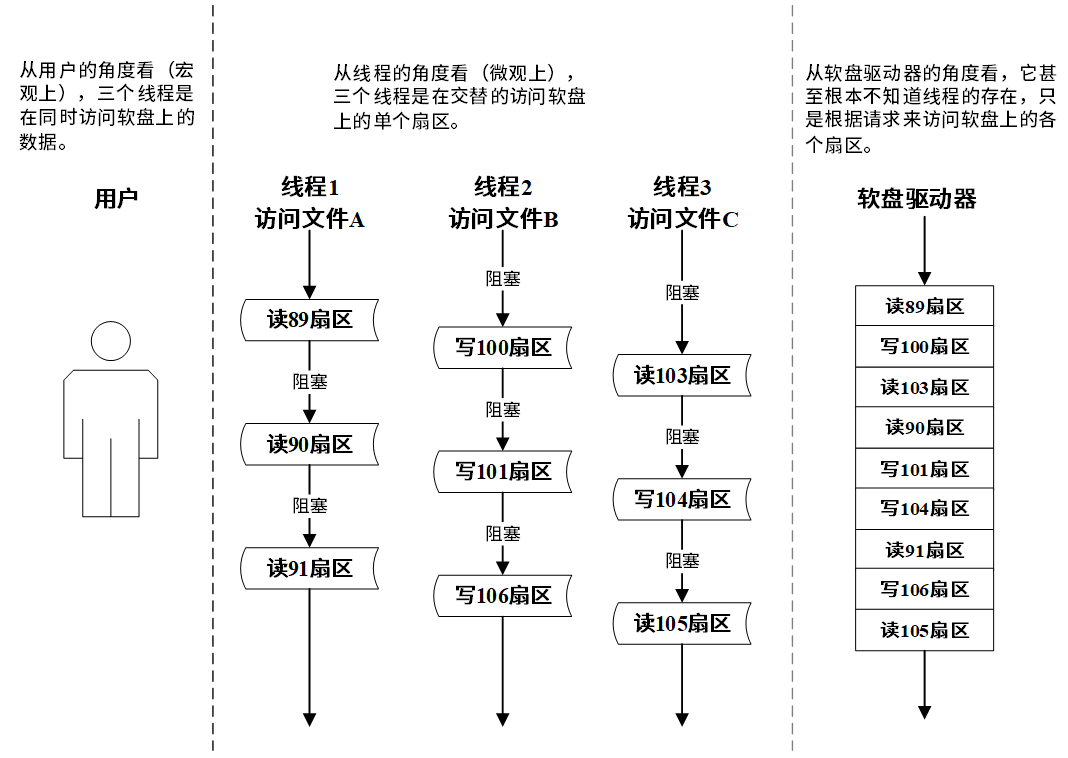 从用户的角度看（宏
观上），三个线程是
在同时访问软盘上的
数据。
用户
从线程的角度看（微观上），
三个线程是在交替的访问软盘
上的单个扇区。
线程1
访问文件A
读89扇区
阻塞
读90扇区
阻塞
读91扇区
线程2
访问文件B
阻塞
写100扇区
阻塞
写101扇区
阻塞
写106扇区
线程3
访问文件C
阻塞
读103扇区
阻塞
写104扇区
阻塞
读105扇区
从软盘驱动器的角度看，它甚
至根本不知道线程的存在，只
是根据请求来访问软盘上的各
个扇区。
软盘驱动器
读89扇区
写100扇区
读103扇区
读90扇区
写101扇区
写104扇区
读91扇区
写106扇区
读105扇区